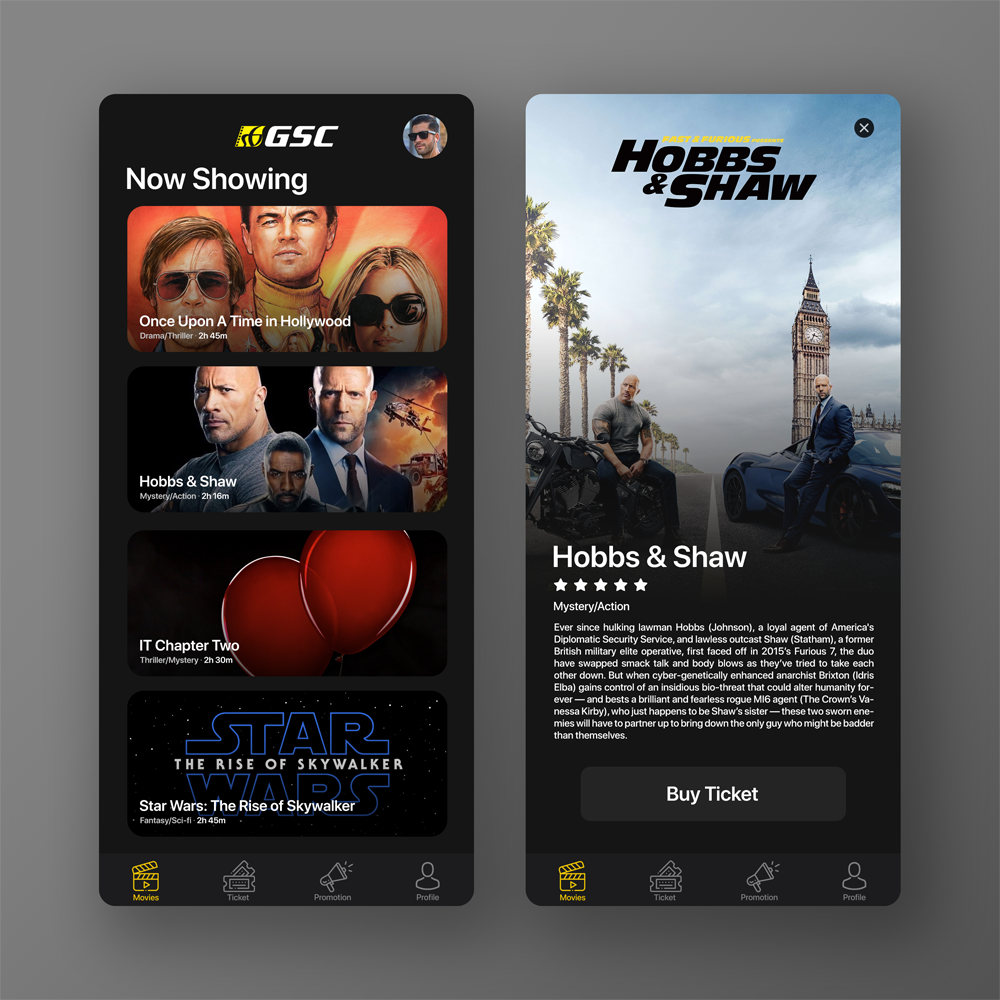 GSC
Now Showing
Once Upon A Time in Hollywood
Drama/Thriller · 2h 45m
Hobbs & Shaw
Mystery/Action · 2h 16m
IT Chapter Two
Thriller/Mystery · 2h 30m
STAR
THE RISE OF SKYWALKER
WARS
Star Wars: The Rise of Skywalker
Fantasy/Sci-fi · 2h 45m
Movies
Ticket
Promotion
Profile
FAST & FURIOUS PRESENTS
HOBBS
& SHAW
Hobbs & Shaw
Mystery/Action
Ever since hulking lawman Hobbs (Johnson), a loyal agent of America's
Diplomatic Security Service, and lawless outcast Shaw (Statham), a former
British military elite operative, first faced off in 2015's Furious 7, the duo
have swapped smack talk and body blows as they've tried to take each
other down. But when cyber-genetically enhanced anarchist Brixton (Idris
Elba) gains control of an insidious bio-threat that could alter humanity for-
ever — and bests a brilliant and fearless rogue MI6 agent (The Crown's Va-
nessa Kirby), who just happens to be Shaw's sister — these two sworn ene-
mies will have to partner up to bring down the only guy who might be badder
than themselves.
Buy Ticket
Movies
Ticket
Promotion
Profile